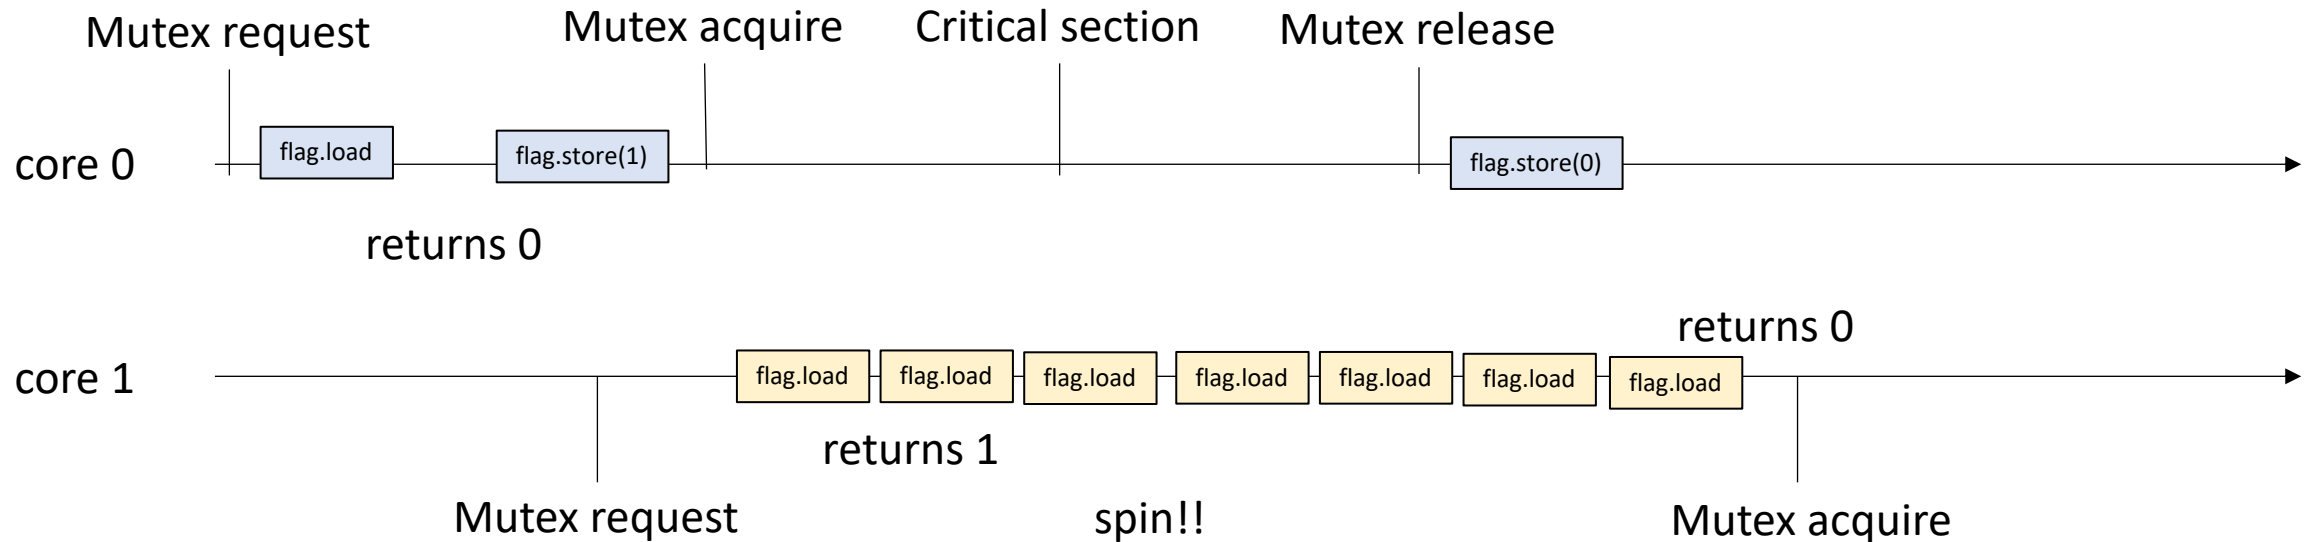 Mutex request
Mutex acquire
Critical section
Mutex release
core 0
flag.load
flag.store(1)
flag.store(0)
returns 0
returns 0
core 1
flag.load
flag.load
flag.load
flag.load
flag.load
flag.load
flag.load
returns 1
Mutex request
spin!!
Mutex acquire